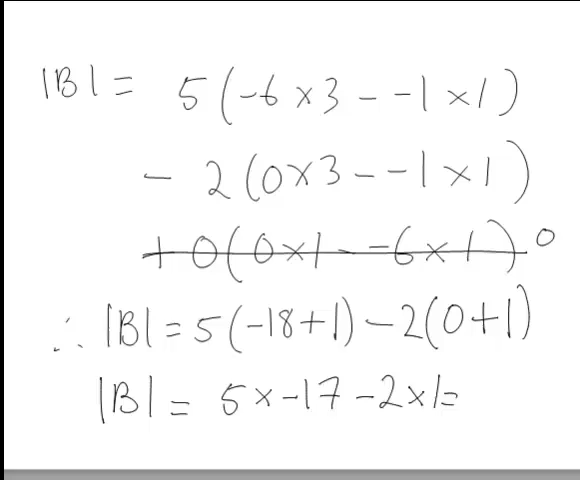 |B| = 5(-6×3 - -1×1)
- 2(0×3 - -1×1)
+ 0(0×1 - -6×1) 0
∴ |B| = 5(-18+1) - 2(0+1)
|B| = 5×-17 - 2×1=